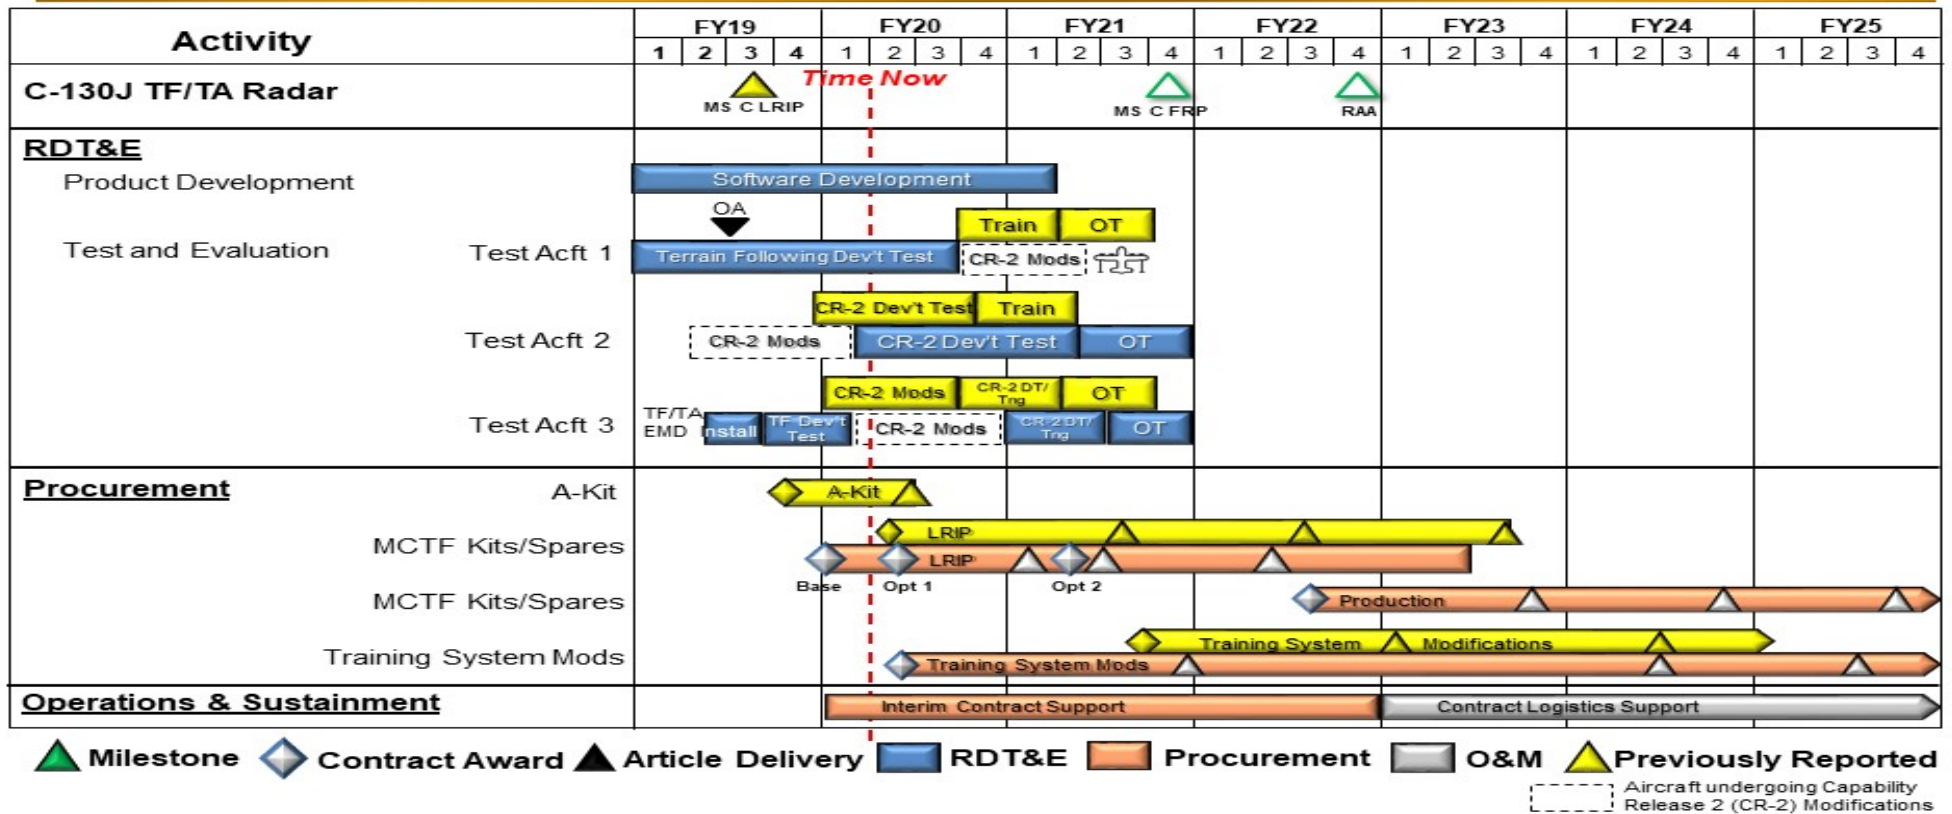 Activity
FY19 FY20 FY21 FY22 FY23 FY24 FY25
1 2 3 4 1 2 3 4 1 2 3 4 1 2 3 4 1 2 3 4 1 2 3 4 1 2 3 4
C-130J TF/TA Radar
Time Now
MS C LRIP
MS C FRP
RAA
RDT&E
Product Development
Software Development
OA
Train OT
Test and Evaluation
Test Acft 1
Terrain Following Dev't Test
CR-2 Mods
CR-2 Dev't Test Train
Test Acft 2
CR-2 Mods
CR-2 Dev't Test
OT
CR-2 Mods
CR-2 DT/
Tng
OT
Test Acft 3
TF/TA
EMD
Install
TF Dev't
Test
CR-2 Mods
CR-2 DT/
Tng
OT
Procurement
A-Kit
A-Kit
LRIP
MCTF Kits/Spares
LRIP
Base Opt 1 Opt 2
MCTF Kits/Spares
Production
Training System Modifications
Training System Mods
Training System Mods
Operations & Sustainment
Interim Contract Support
Contract Logistics Support
Milestone Contract Award Article Delivery RDT&E Procurement O&M Previously Reported
Aircraft undergoing Capability
Release 2 (CR-2) Modifications